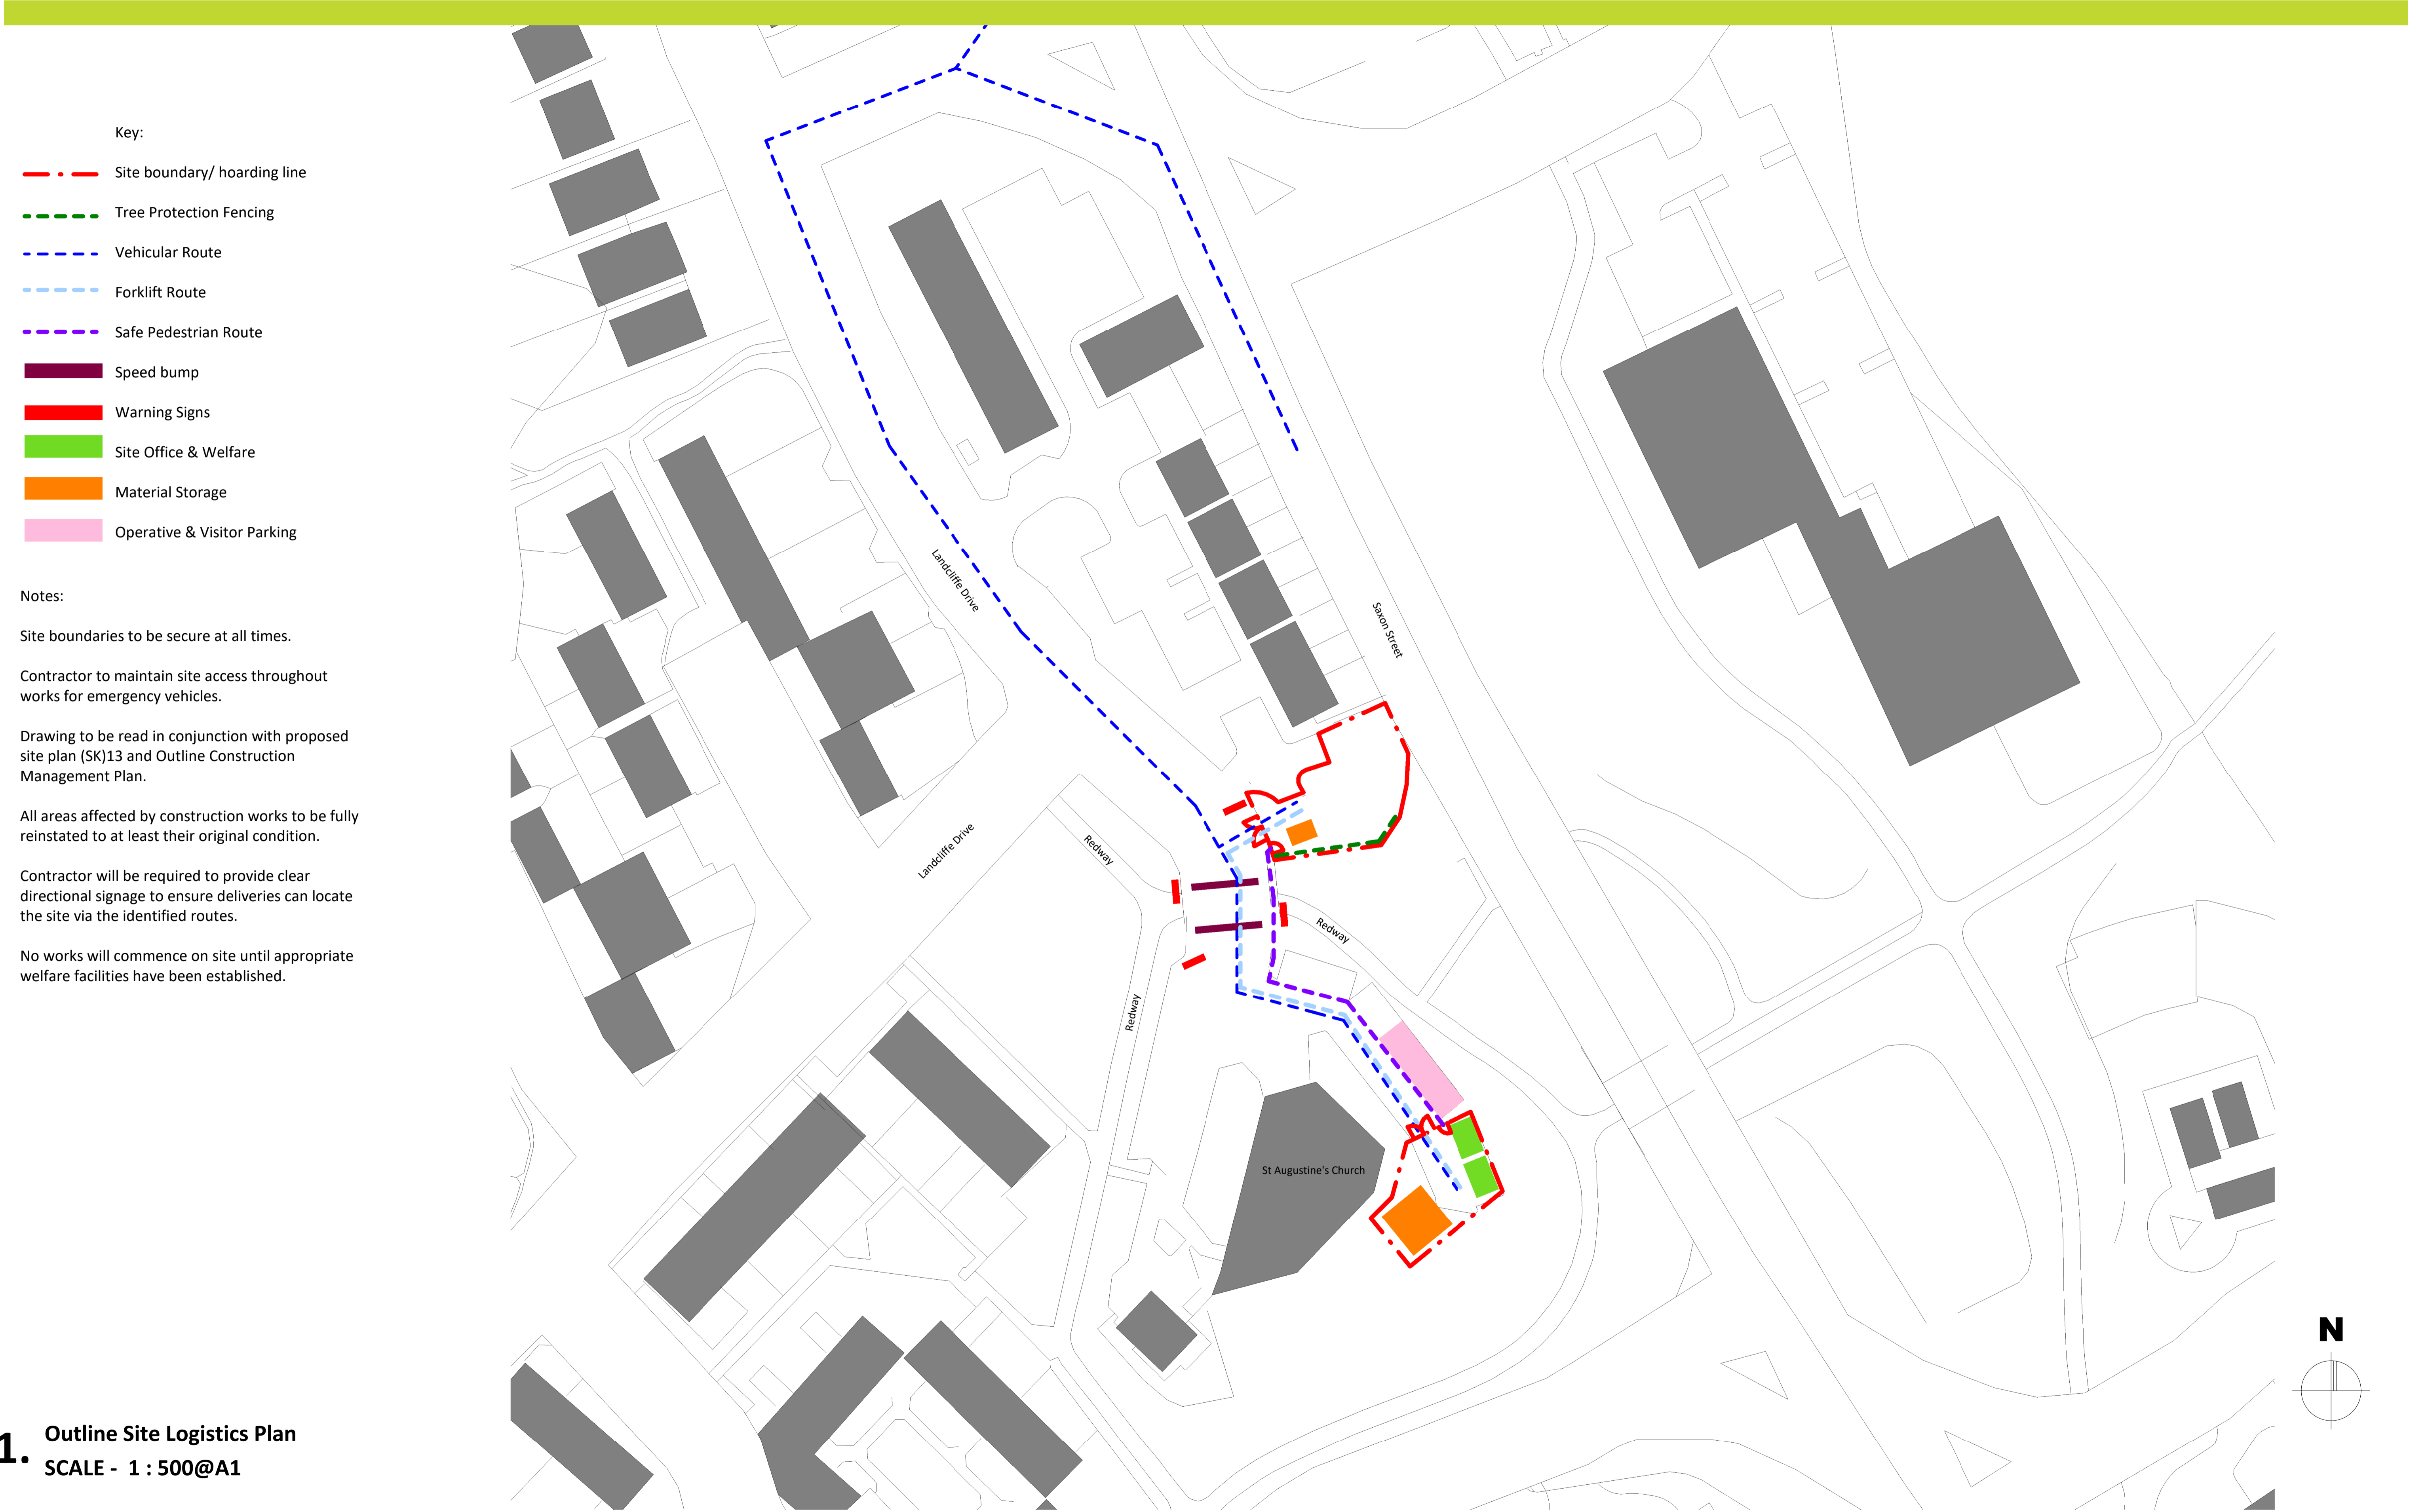 Key:
Site boundary/ hoarding line
Tree Protection Fencing
Vehicular Route
Forklift Route
Safe Pedestrian Route
Speed bump
Warning Signs
Site Office & Welfare
Material Storage
Operative & Visitor Parking
Notes:
Site boundaries to be secure at all times.
Contractor to maintain site access throughout
works for emergency vehicles.
Drawing to be read in conjunction with proposed
site plan (SK)13 and Outline Construction
Management Plan.
All areas affected by construction works to be fully
reinstated to at least their original condition.
Contractor will be required to provide clear
directional signage to ensure deliveries can locate
the site via the identified routes.
No works will commence on site until appropriate
welfare facilities have been established.
Landcliffe Drive
Saxon Street
Landcliffe Drive
Redway
Redway
Redway
St Augustine's Church
N
1.
Outline Site Logistics Plan
SCALE - 1 : 500@A1